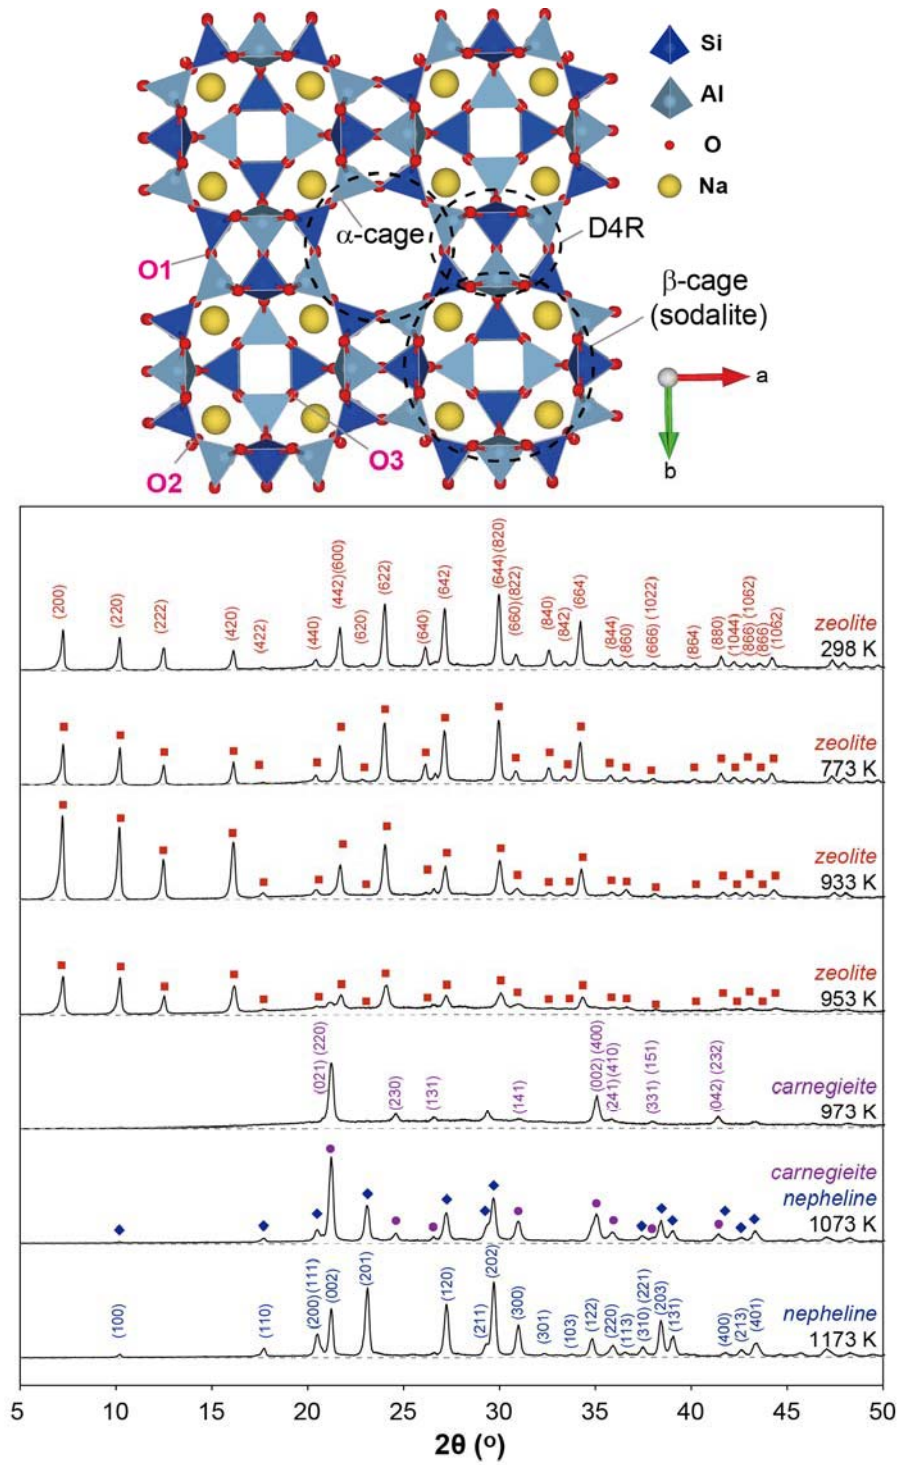 Si
Al
O
Na
α-cage
D4R
O1
β-cage
(sodalite)
a
b
O3
O2
(200)
(220)
(222)
(420)
(422)
(440)
(442) (600)
(620)
(622)
(640)
(642)
(644) (820)
(660) (822)
(840)
(842)
(664)
(844)
(860)
(666) (1022)
(864)
(880)
(1044)
(866) (1062)
(866)
(1062)
zeolite
298 K
zeolite
773 K
zeolite
933 K
zeolite
953 K
(021) (220)
(230)
(131)
(141)
(002) (400)
(241) (410)
(331) (151)
(042) (232)
carnegieite
973 K
carnegieite
nepheline
1073 K
(100)
(110)
(200) (111)
(002)
(201)
(120)
(211)
(202)
(300)
(301)
(103)
(122)
(220)
(113)
(310) (221)
(203)
(131)
(400)
(213)
(401)
nepheline
1173 K
5 10 15 20 25 30 35 40 45 50
2θ (o)